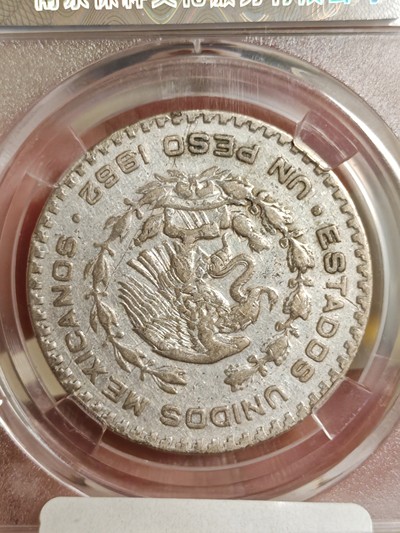 • ESTADOS UNIDOS MEXICANOS •
UN PESO 1962